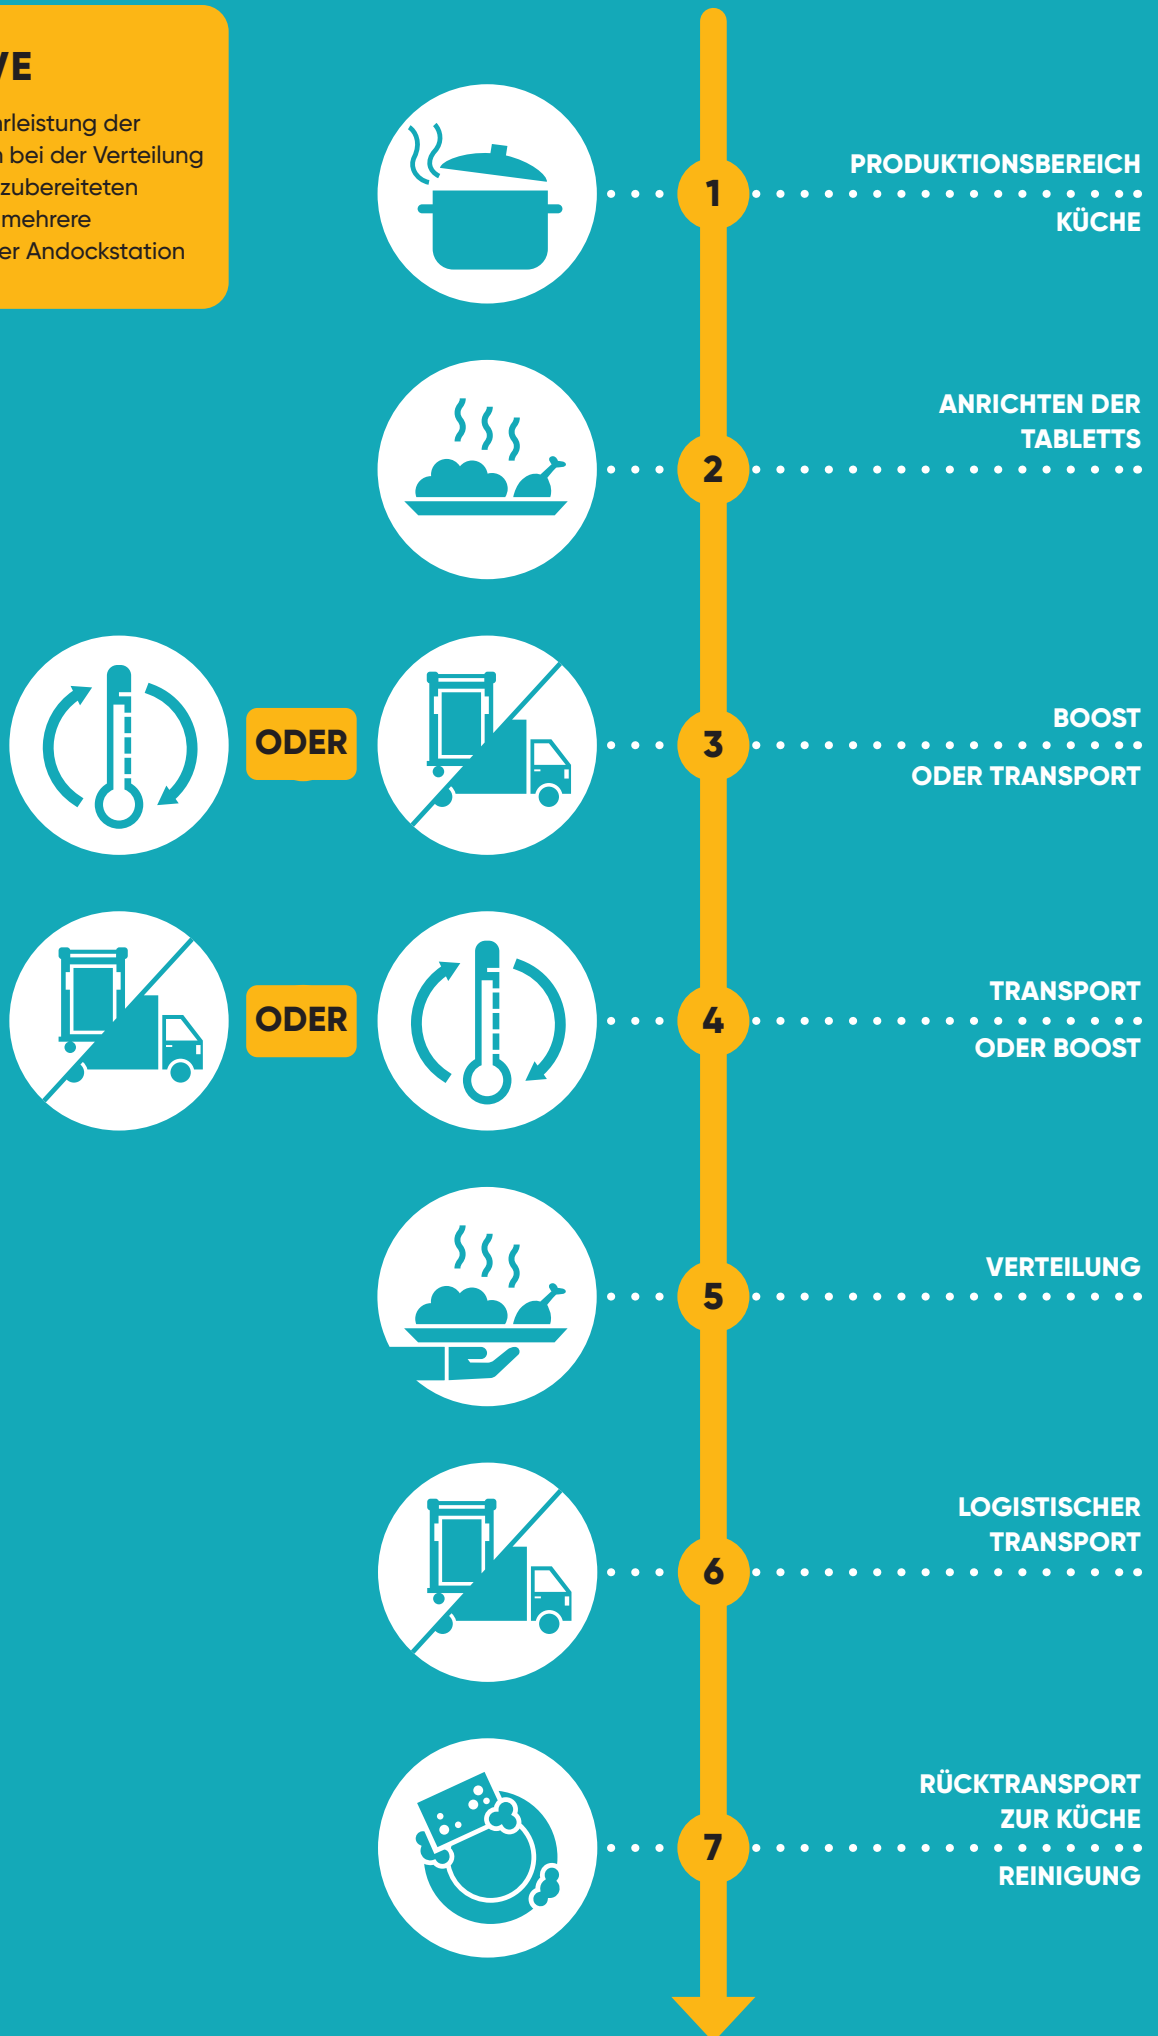 VE
rleistung der
bei der Verteilung
zubereiteten
mehrere
er Andockstation
1
PRODUKTIONSBEREICH
KÜCHE
2
ANRICHTEN DER
TABLETTS
ODER
3
BOOST
ODER TRANSPORT
ODER
4
TRANSPORT
ODER BOOST
5
VERTEILUNG
6
LOGISTISCHER
TRANSPORT
7
RÜCKTRANSPORT
ZUR KÜCHE
REINIGUNG